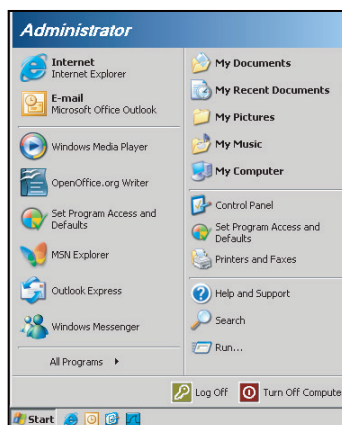 Administrator
Internet
Internet Explorer
E-mail
Microsoft Office Outlook
Windows Media Player
OpenOffice.org Writer
Set Program Access and
Defaults
MSN Explorer
Outlook Express
Windows Messenger
All Programs
My Documents
My Recent Documents
My Pictures
My Music
My Computer
Control Panel
Set Program Access and
Defaults
Printers and Faxes
Help and Support
Search
Run...
Log Off
Turn Off Compute
Start